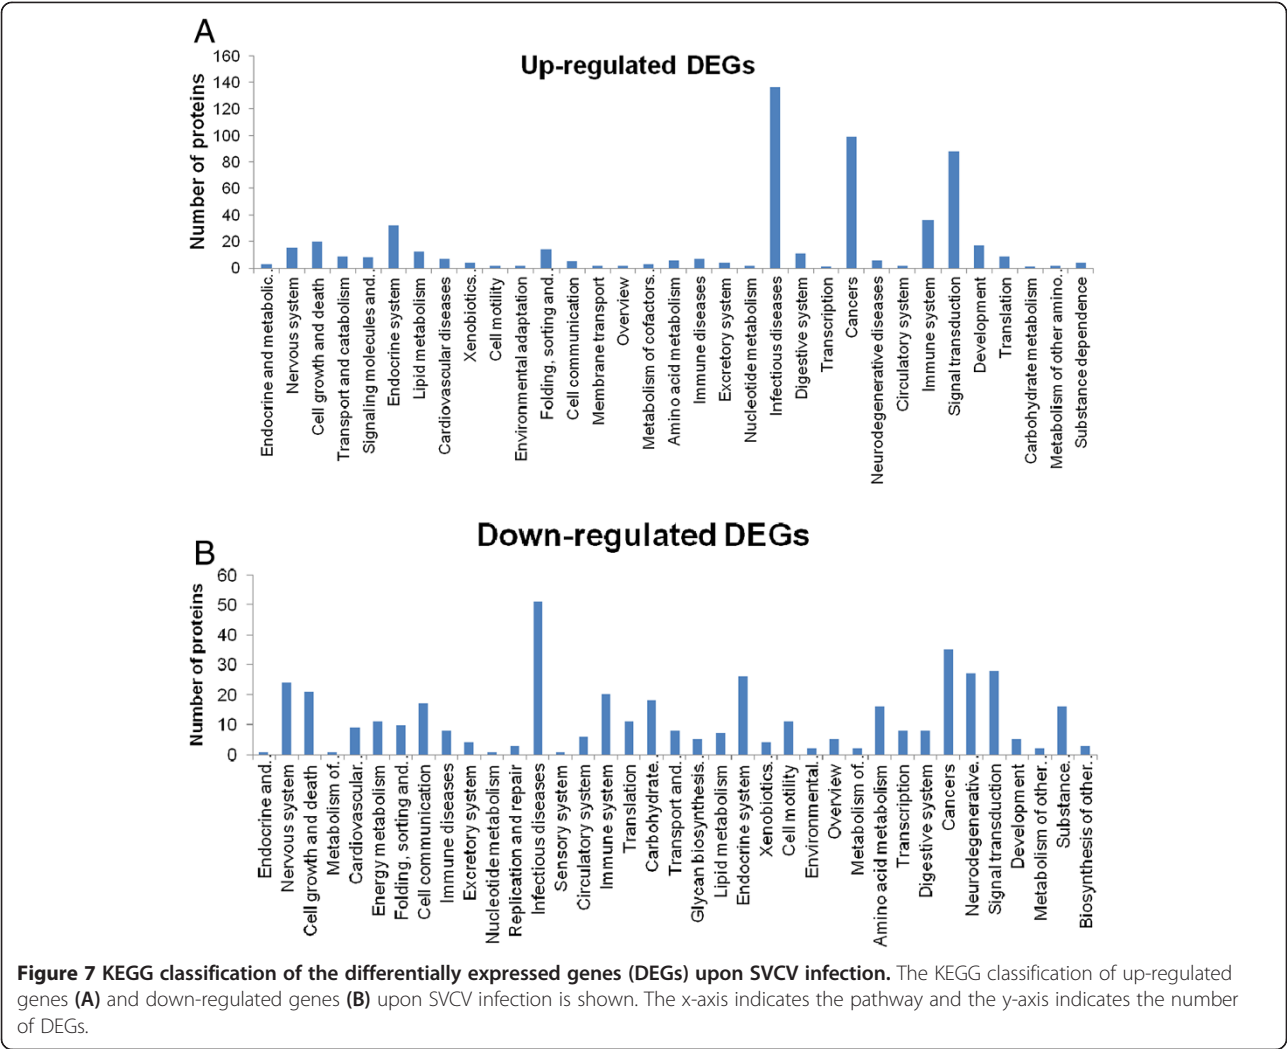 A
Up-regulated DEGs
Number of proteins
160
140
120
100
80
60
40
20
0
Endocrine and metabolic..
Nervous system
Cell growth and death
Transport and catabolism
Signaling molecules and..
Endocrine system
Lipid metabolism
Cardiovascular diseases
Xenobiotics..
Cell motility
Environmental adaptation
Folding, sorting and..
Cell communication
Membrane transport
Overview
Metabolism of cofactors..
Amino acid metabolism
Immune diseases
Excretory system
Nucleotide metabolism
Infectious diseases
Digestive system
Transcription
Cancers
Neurodegenerative diseases
Circulatory system
Immune system
Signal transduction
Development
Translation
Carbohydrate metabolism
Metabolism of other amino..
Substance dependence
B
Down-regulated DEGs
Number of proteins
60
50
40
30
20
10
0
Endocrine and..
Nervous system
Cell growth and death
Metabolism of..
Cardiovascular..
Energy metabolism
Folding, sorting and..
Cell communication
Immune diseases
Excretory system
Nucleotide metabolism
Replication and repair
Infectious diseases
Sensory system
Circulatory system
Immune system
Translation
Carbohydrate..
Transport and..
Glycan biosynthesis..
Lipid metabolism
Endocrine system
Xenobiotics..
Cell motility
Environmental..
Overview
Metabolism of..
Amino acid metabolism
Transcription
Digestive system
Cancers
Neurodegenerative..
Signal transduction
Development
Metabolism of other..
Substance..
Biosynthesis of other..
Figure 7 KEGG classification of the differentially expressed genes (DEGs) upon SVCV infection. The KEGG classification of up-regulated
genes (A) and down-regulated genes (B) upon SVCV infection is shown. The x-axis indicates the pathway and the y-axis indicates the number
of DEGs.